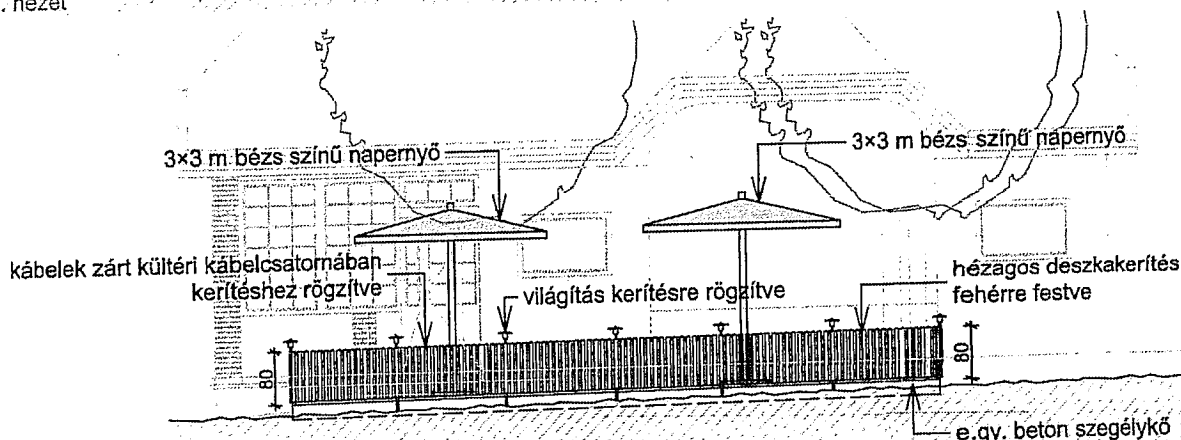 . nézet
3×3 m bézs színű napernyő
3×3 m bézs színű napernyő
kábelek zárt kültéri kábelcsatornában
kerítéshez rögzítve
világítás kerítésre rögzítve
hézagos deszkakerítés
fehérre festve
80
80
e.gy. beton szegélykő